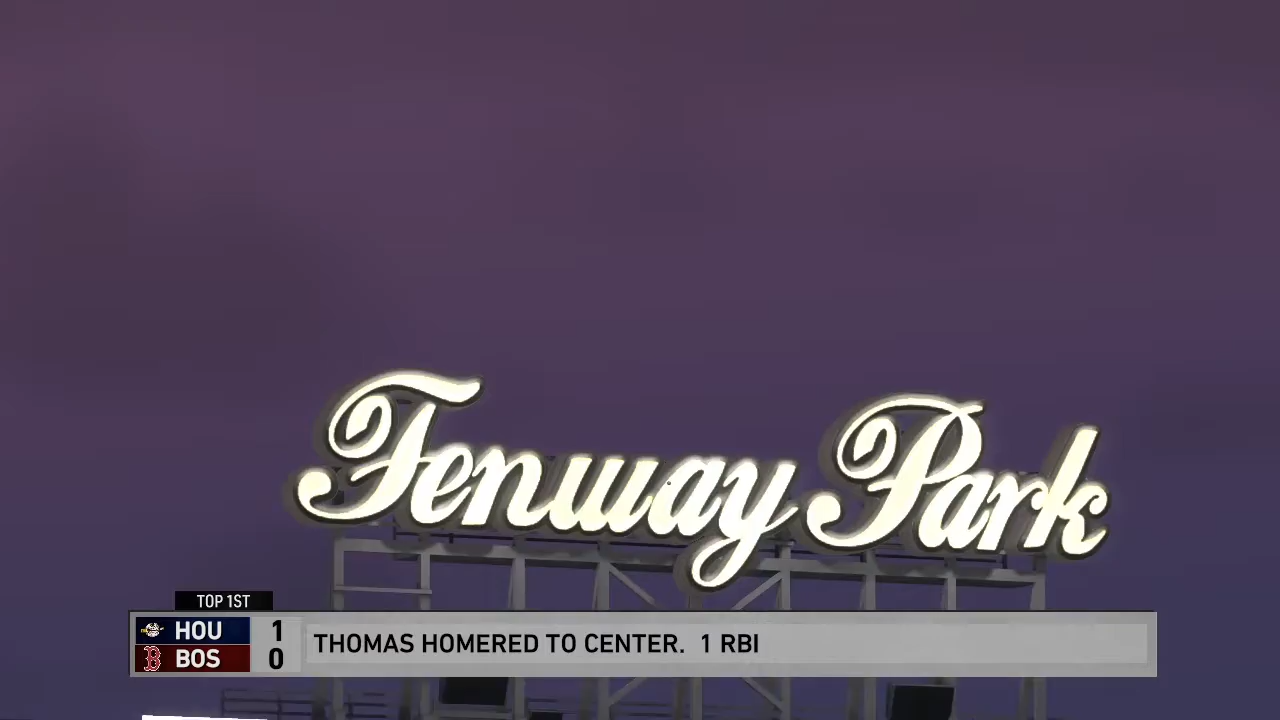 Fenway Park
TOP 1ST
HOU 1
BOS 0
THOMAS HOMERED TO CENTER. 1 RBI